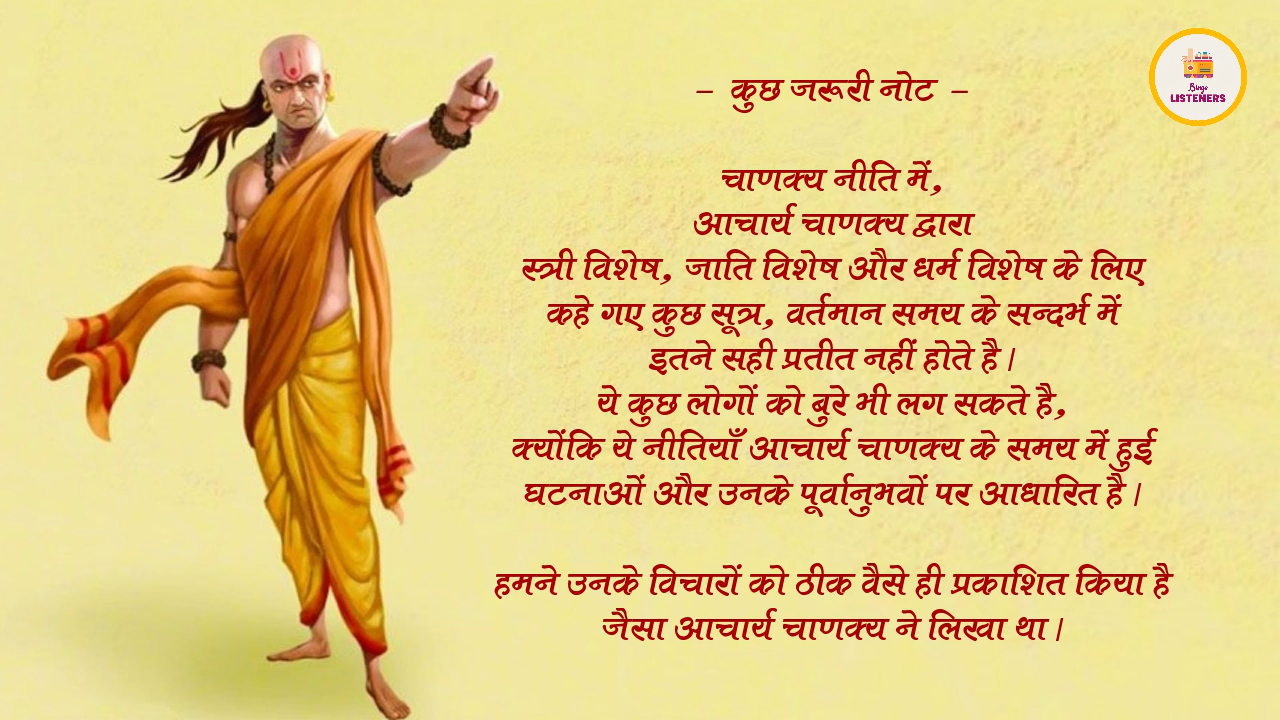 – कुछ जरूरी नोट –
Binge
LISTENERS
चाणक्य नीति में,
आचार्य चाणक्य द्वारा
स्त्री विशेष, जाति विशेष और धर्म विशेष के लिए
कहे गए कुछ सूत्र, वर्तमान समय के सन्दर्भ में
इतने सही प्रतीत नहीं होते है।
ये कुछ लोगों को बुरे भी लग सकते है,
क्योंकि ये नीतियाँ आचार्य चाणक्य के समय में हुई
घटनाओं और उनके पूर्वानुभवों पर आधारित है।
हमने उनके विचारों को ठीक वैसे ही प्रकाशित किया है
जैसा आचार्य चाणक्य ने लिखा था।